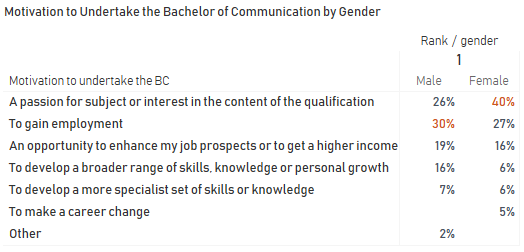 Motivation to Undertake the Bachelor of Communication by Gender
Rank / gender
1
Motivation to undertake the BC Male Female
A passion for subject or interest in the content of the qualification 26% 40%
To gain employment 30% 27%
An opportunity to enhance my job prospects or to get a higher income 19% 16%
To develop a broader range of skills, knowledge or personal growth 16% 6%
To develop a more specialist set of skills or knowledge 7% 6%
To make a career change 5%
Other 2%